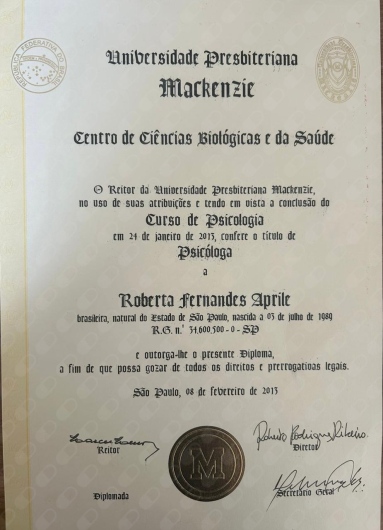 REPÚBLICA FEDERATIVA DO BRASIL
Universidade Presbiteriana
Mackenzie
Centro de Ciências Biológicas e da Saúde
O Reitor da Universidade Presbiteriana Mackenzie,
no uso de suas atribuições e tendo em vista a conclusão do
Curso de Psicologia
em 24 de janeiro de 2013, confere o título de
Psicóloga
a
Roberta Fernandes Aprile
brasileira, natural do Estado de São Paulo, nascida a 03 de julho de 1989
R.G. n.º 34.600.500 - 0 - SP
e outorga-lhe o presente Diploma,
a fim de que possa gozar de todos os direitos e prerrogativas legais.
São Paulo, 08 de fevereiro de 2013
Reitor
Diretor
M
Diplomada
Secretário Geral